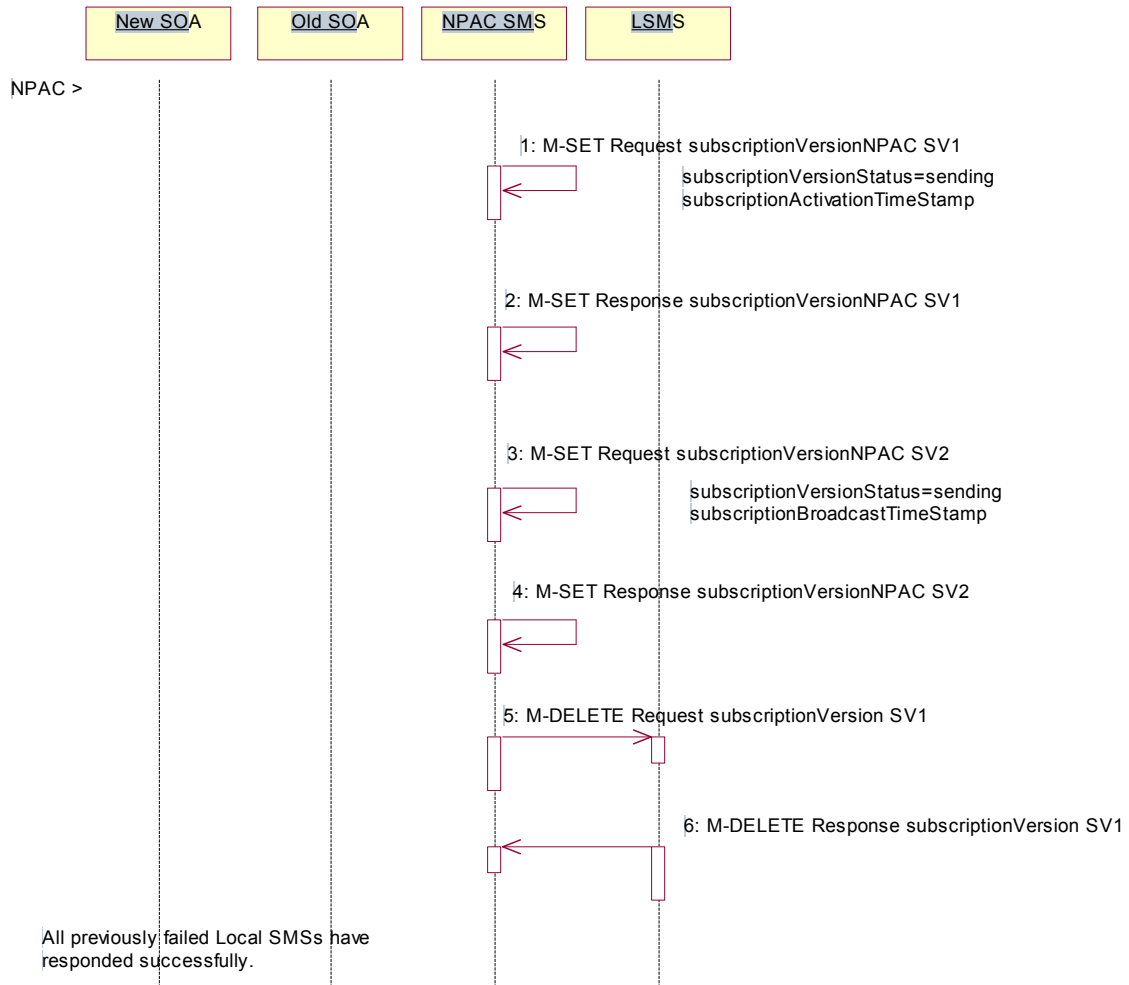 New SOA
Old SOA
NPAC SMS
LSMS
NPAC >
1: M-SET Request subscriptionVersionNPAC SV1
subscriptionVersionStatus=sending
subscriptionActivationTimeStamp
2: M-SET Response subscriptionVersionNPAC SV1
3: M-SET Request subscriptionVersionNPAC SV2
subscriptionVersionStatus=sending
subscriptionBroadcastTimeStamp
4: M-SET Response subscriptionVersionNPAC SV2
5: M-DELETE Request subscriptionVersion SV1
6: M-DELETE Response subscriptionVersion SV1
All previously failed Local SMSs have
responded successfully.